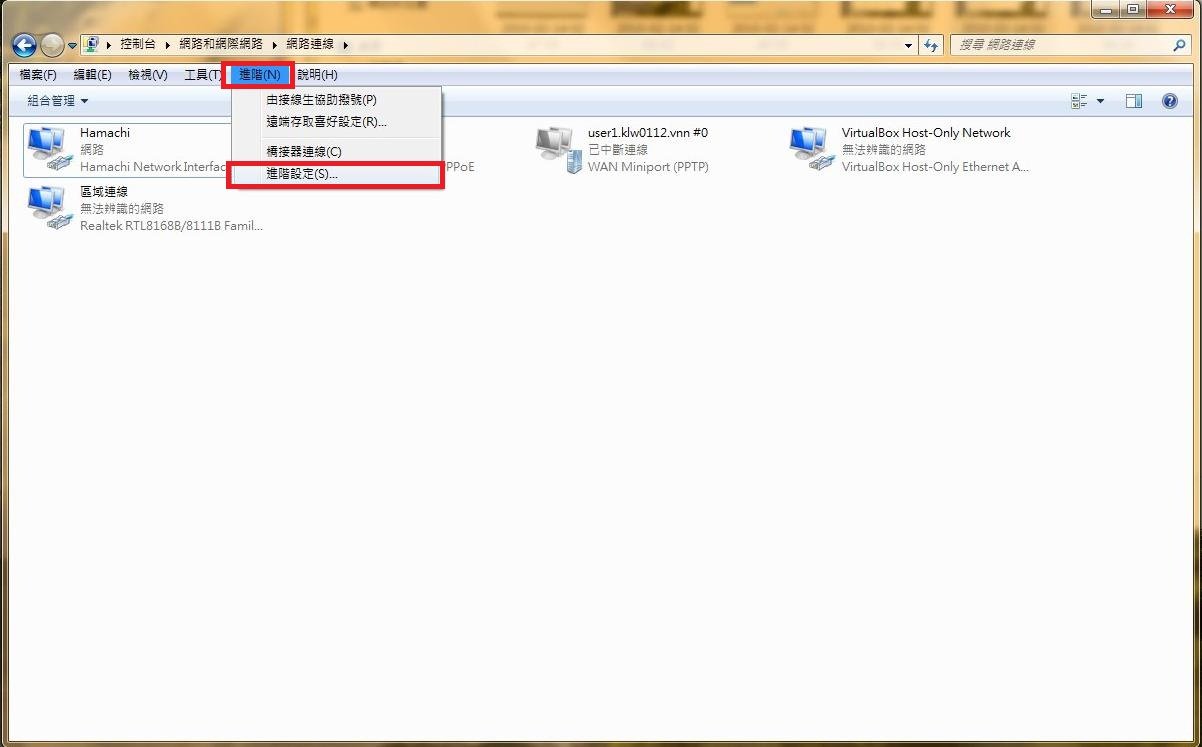 控制台 網路和網際網路 網路連線
搜尋 網路連線
檔案(F) 編輯(E) 檢視(V) 工具(T) 進階(N) 說明(H)
組合管理
由接線生協助撥號(P)
遠端存取喜好設定(R)...
橋接器連線(C)
進階設定(S)...
Hamachi
網路
Hamachi Network Interfac
PPoE
user1.klw0112.vnn #0
已中斷連線
WAN Miniport (PPTP)
VirtualBox Host-Only Network
無法辨識的網路
VirtualBox Host-Only Ethernet A...
區域連線
無法辨識的網路
Realtek RTL8168B/8111B Famil...